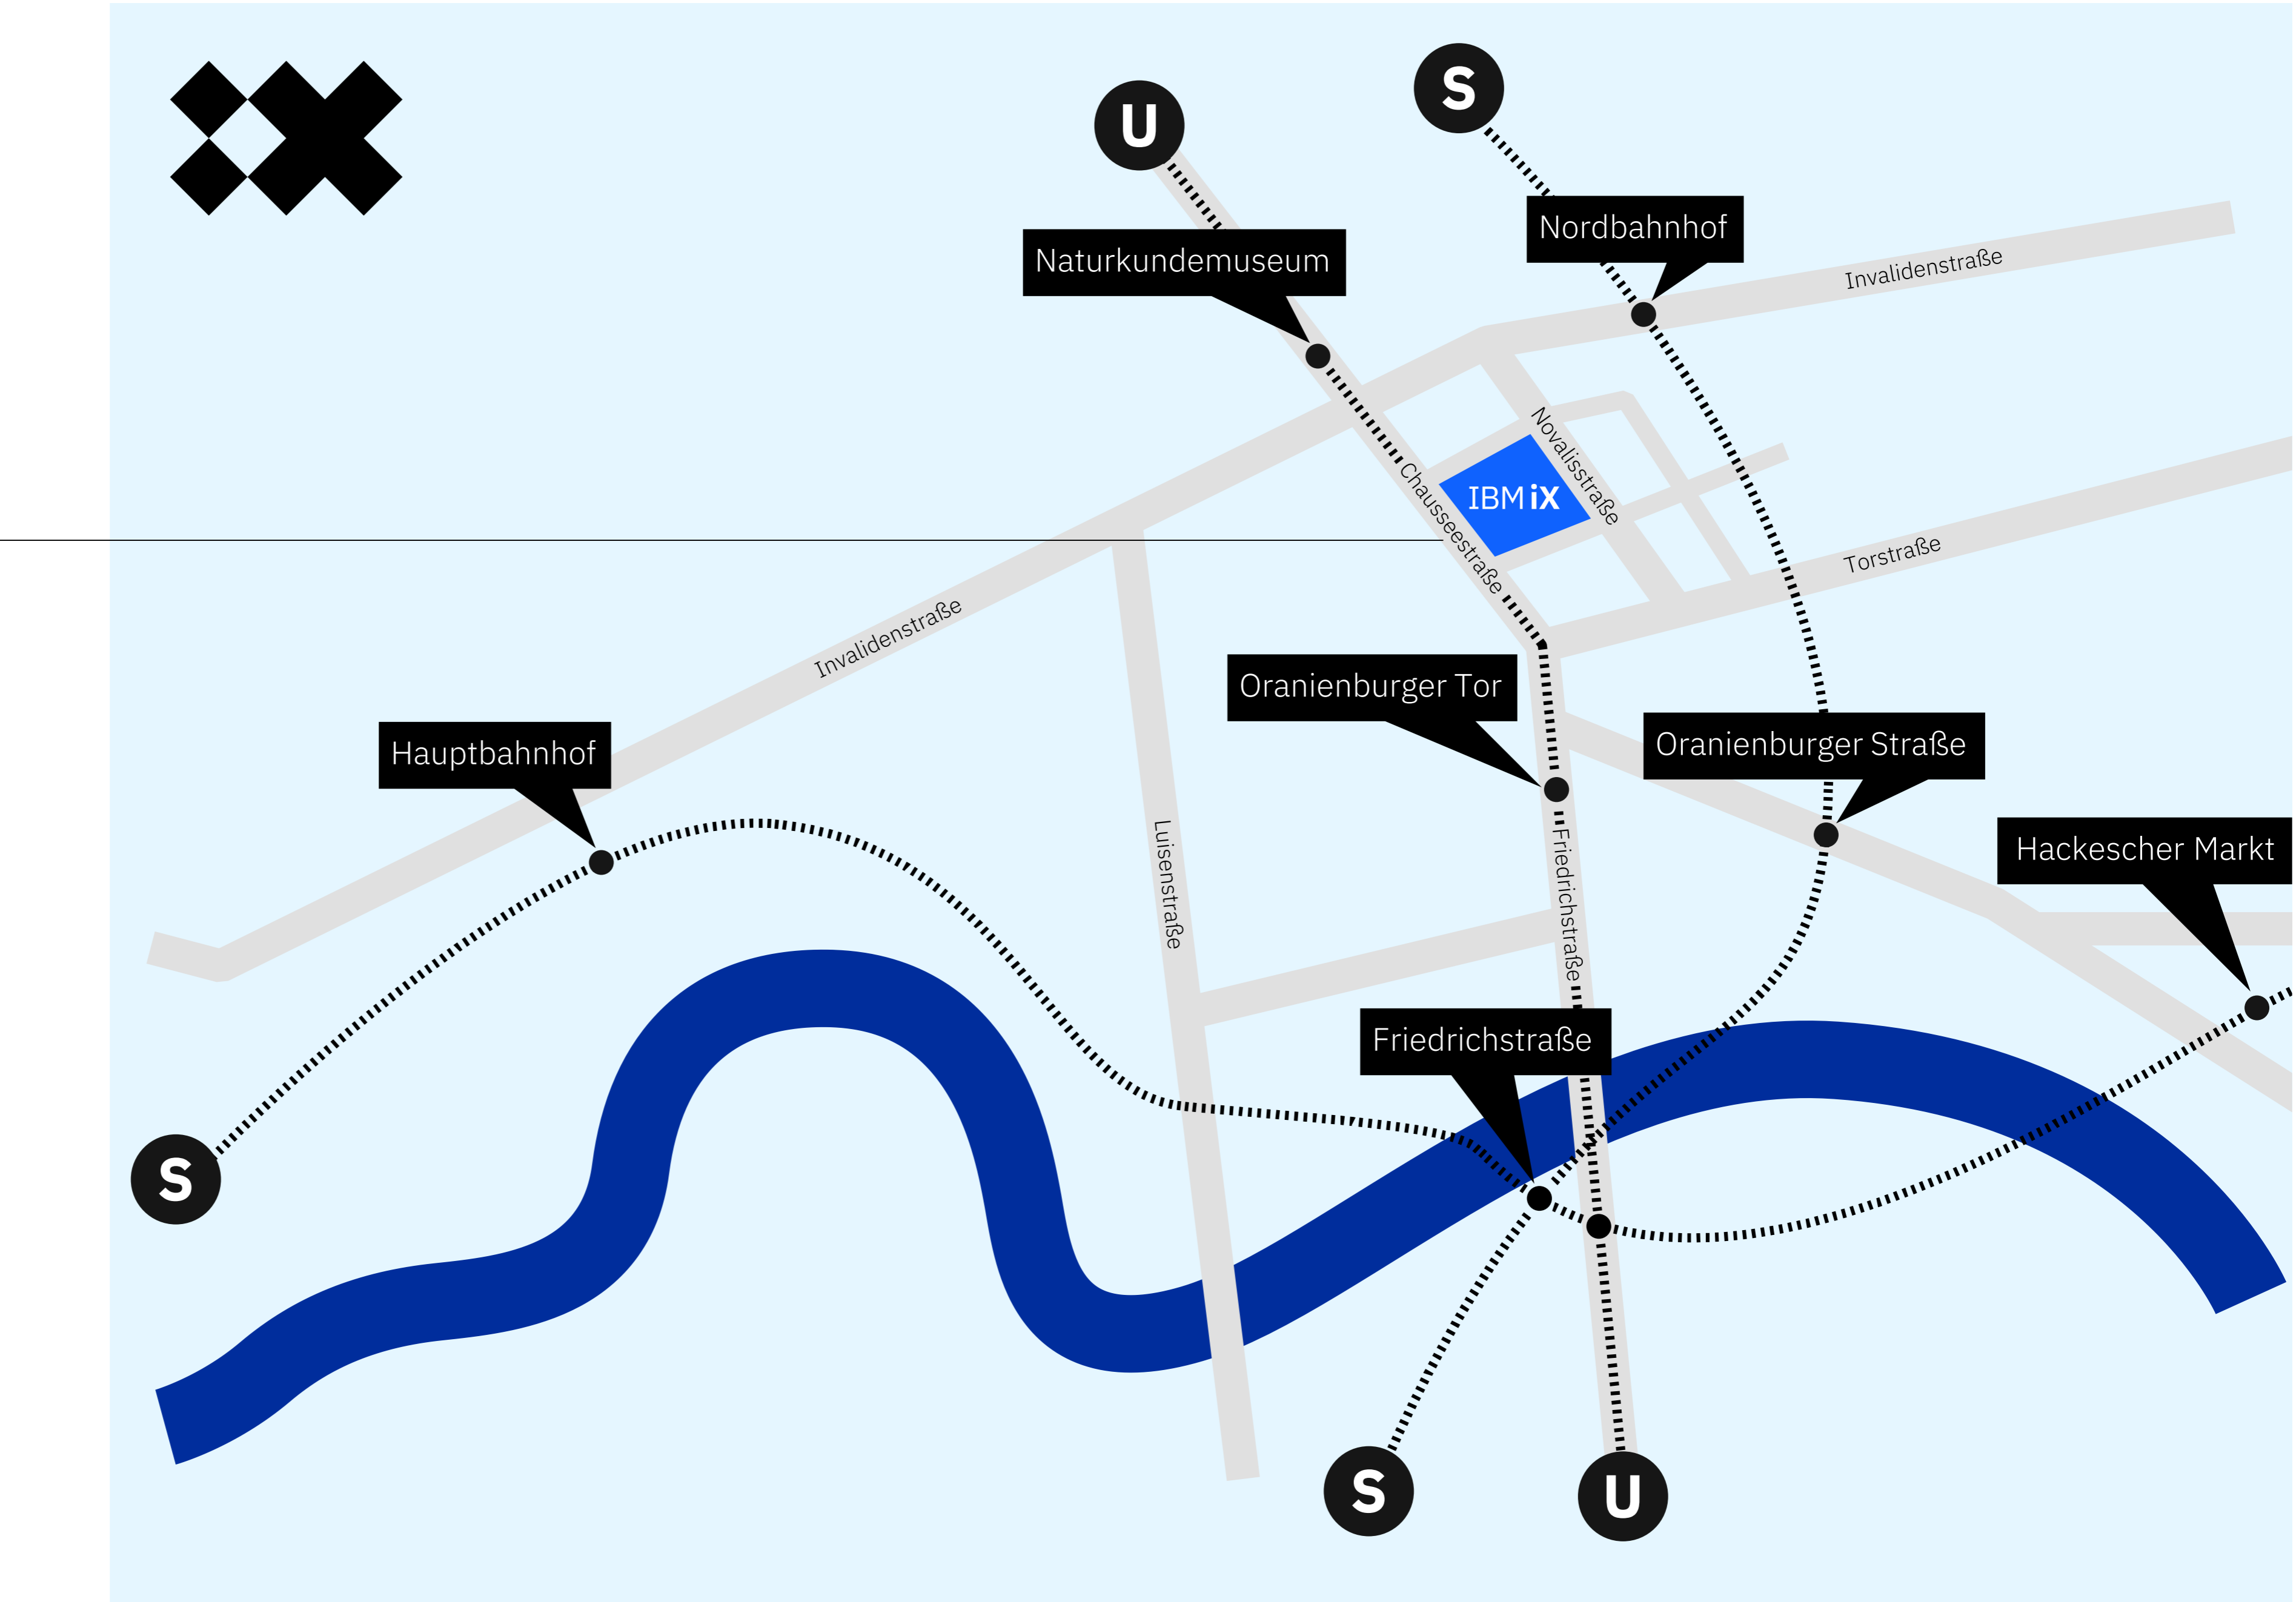 S
U
Nordbahnhof
Naturkundemuseum
Invalidenstraße
Novalisstraße
IBM iX
Chausseestraße
Torstraße
Invalidenstraße
Oranienburger Tor
Oranienburger Straße
Hauptbahnhof
Luisenstraße
Friedrichstraße
Hackescher Markt
Friedrichstraße
S
S
U